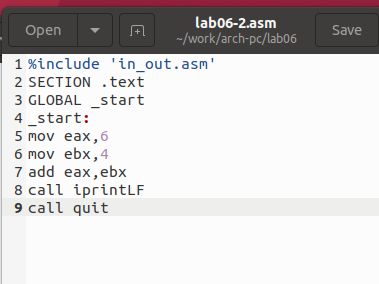 Open
lab06-2.asm
~/work/arch-pc/lab06
Save
1 %include 'in_out.asm'
2 SECTION .text
3 GLOBAL _start
4 _start:
5 mov eax,6
6 mov ebx,4
7 add eax,ebx
8 call iprintLF
9 call quit